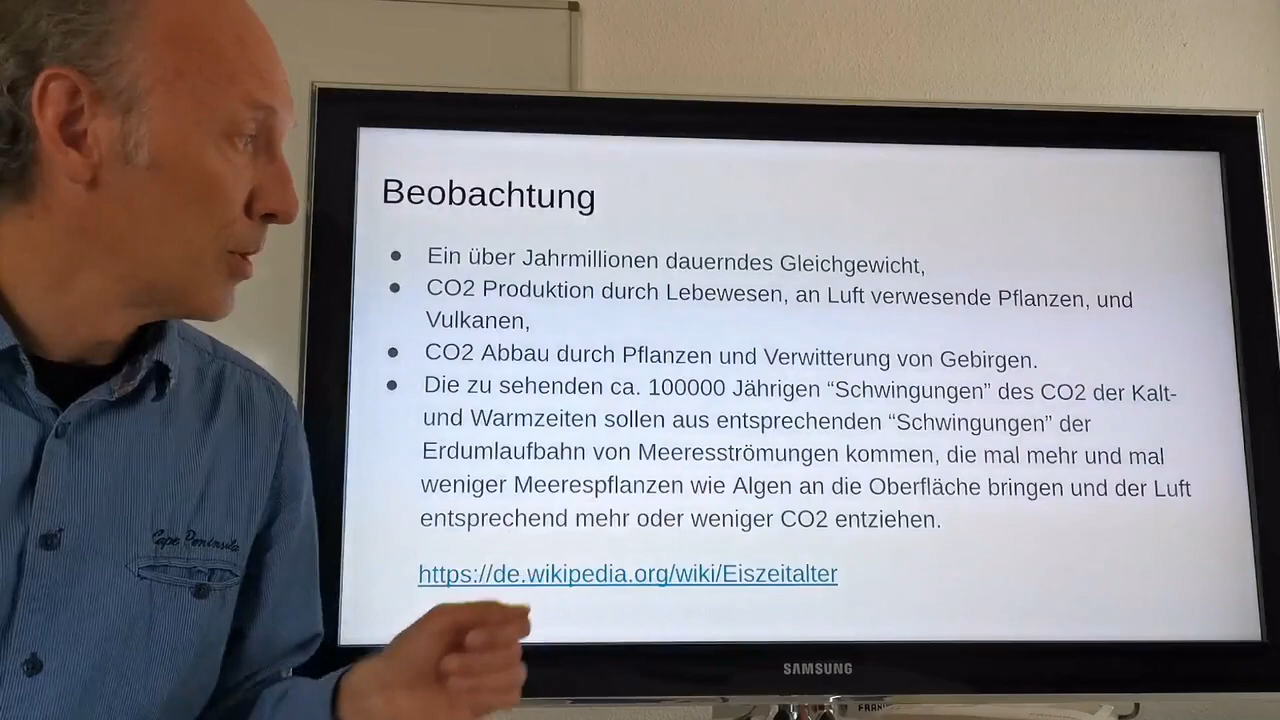 Beobachtung
● Ein über Jahrmillionen dauerndes Gleichgewicht,
● CO2 Produktion durch Lebewesen, an Luft verwesende Pflanzen, und
Vulkanen,
● CO2 Abbau durch Pflanzen und Verwitterung von Gebirgen.
● Die zu sehenden ca. 100000 Jährigen “Schwingungen” des CO2 der Kalt-
und Warmzeiten sollen aus entsprechenden “Schwingungen” der
Erdumlaufbahn von Meeresströmungen kommen, die mal mehr und mal
weniger Meerespflanzen wie Algen an die Oberfläche bringen und der Luft
entsprechend mehr oder weniger CO2 entziehen.
https://de.wikipedia.org/wiki/Eiszeitalter
Cape Peninsula
SAMSUNG